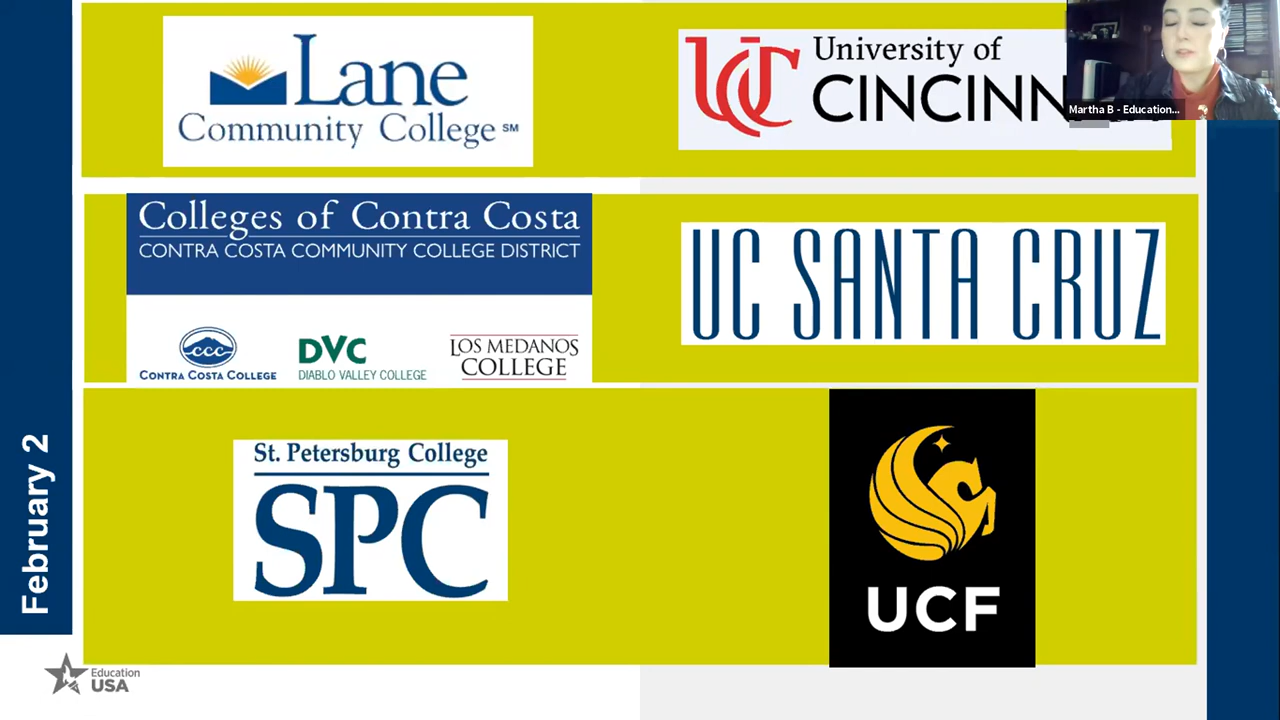 Lane
Community College SM
UC
University of
CINCINN
Martha B - Education...
Colleges of Contra Costa
CONTRA COSTA COMMUNITY COLLEGE DISTRICT
UC SANTA CRUZ
CCC
CONTRA COSTA COLLEGE
DVC
DIABLO VALLEY COLLEGE
LOS MEDANOS
COLLEGE
February 2
St. Petersburg College
SPC
UCF
Education
USA